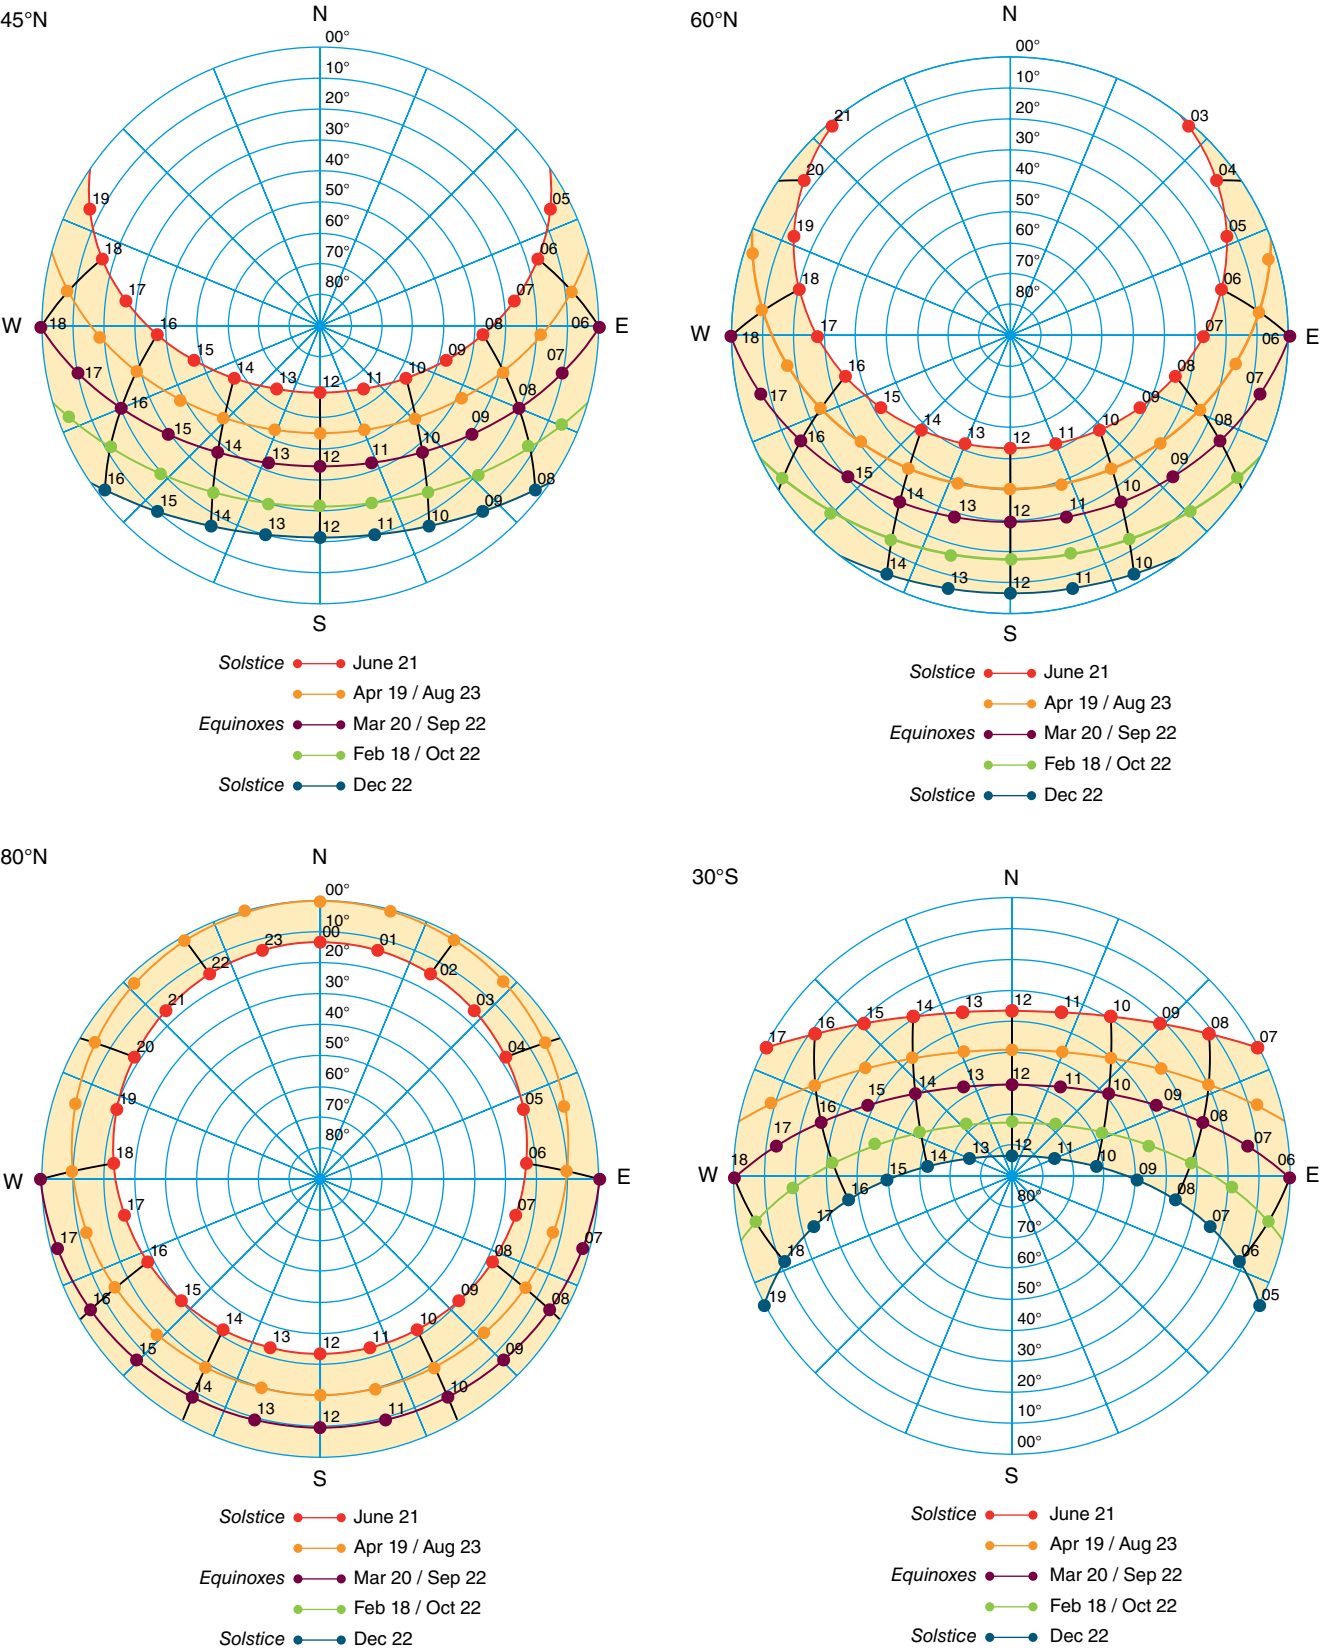 45°N
N
00°
10°
20°
30°
40°
50°
60°
70°
80°
19 05
18 06
17 07
16 08
W 18 06 E
15 09
14 13 12 11 10
17 07
16 08
15 09
14 13 12 11 10
16 08
15 09
14 13 12 11 10
S
Solstice June 21
Apr 19 / Aug 23
Equinoxes Mar 20 / Sep 22
Feb 18 / Oct 22
Solstice Dec 22
60°N
N
00°
10°
20°
30°
40°
50°
60°
70°
80°
21 03
20 04
19 05
18 06
W 18 17 07 06 E
16 08
15 09
14 13 12 11 10
17 07
16 08
15 09
14 13 12 11 10
14 13 12 11 10
S
Solstice June 21
Apr 19 / Aug 23
Equinoxes Mar 20 / Sep 22
Feb 18 / Oct 22
Solstice Dec 22
80°N
N
00°
10°
20°
30°
40°
50°
60°
70°
80°
23 00 01
22 02
21 03
20 04
19 05
18 06
W E
17 07
16 08
15 09
14 13 12 11 10
17 07
16 08
15 09
14 13 12 11 10
S
Solstice June 21
Apr 19 / Aug 23
Equinoxes Mar 20 / Sep 22
Feb 18 / Oct 22
Solstice Dec 22
30°S
N
17 16 15 14 13 12 11 10 09 08 07
18 17 16 15 14 13 12 11 10 09 08 07 06
W E
19 18 17 16 15 14 13 12 11 10 09 08 07 06 05
80°
70°
60°
50°
40°
30°
20°
10°
00°
S
Solstice June 21
Apr 19 / Aug 23
Equinoxes Mar 20 / Sep 22
Feb 18 / Oct 22
Solstice Dec 22